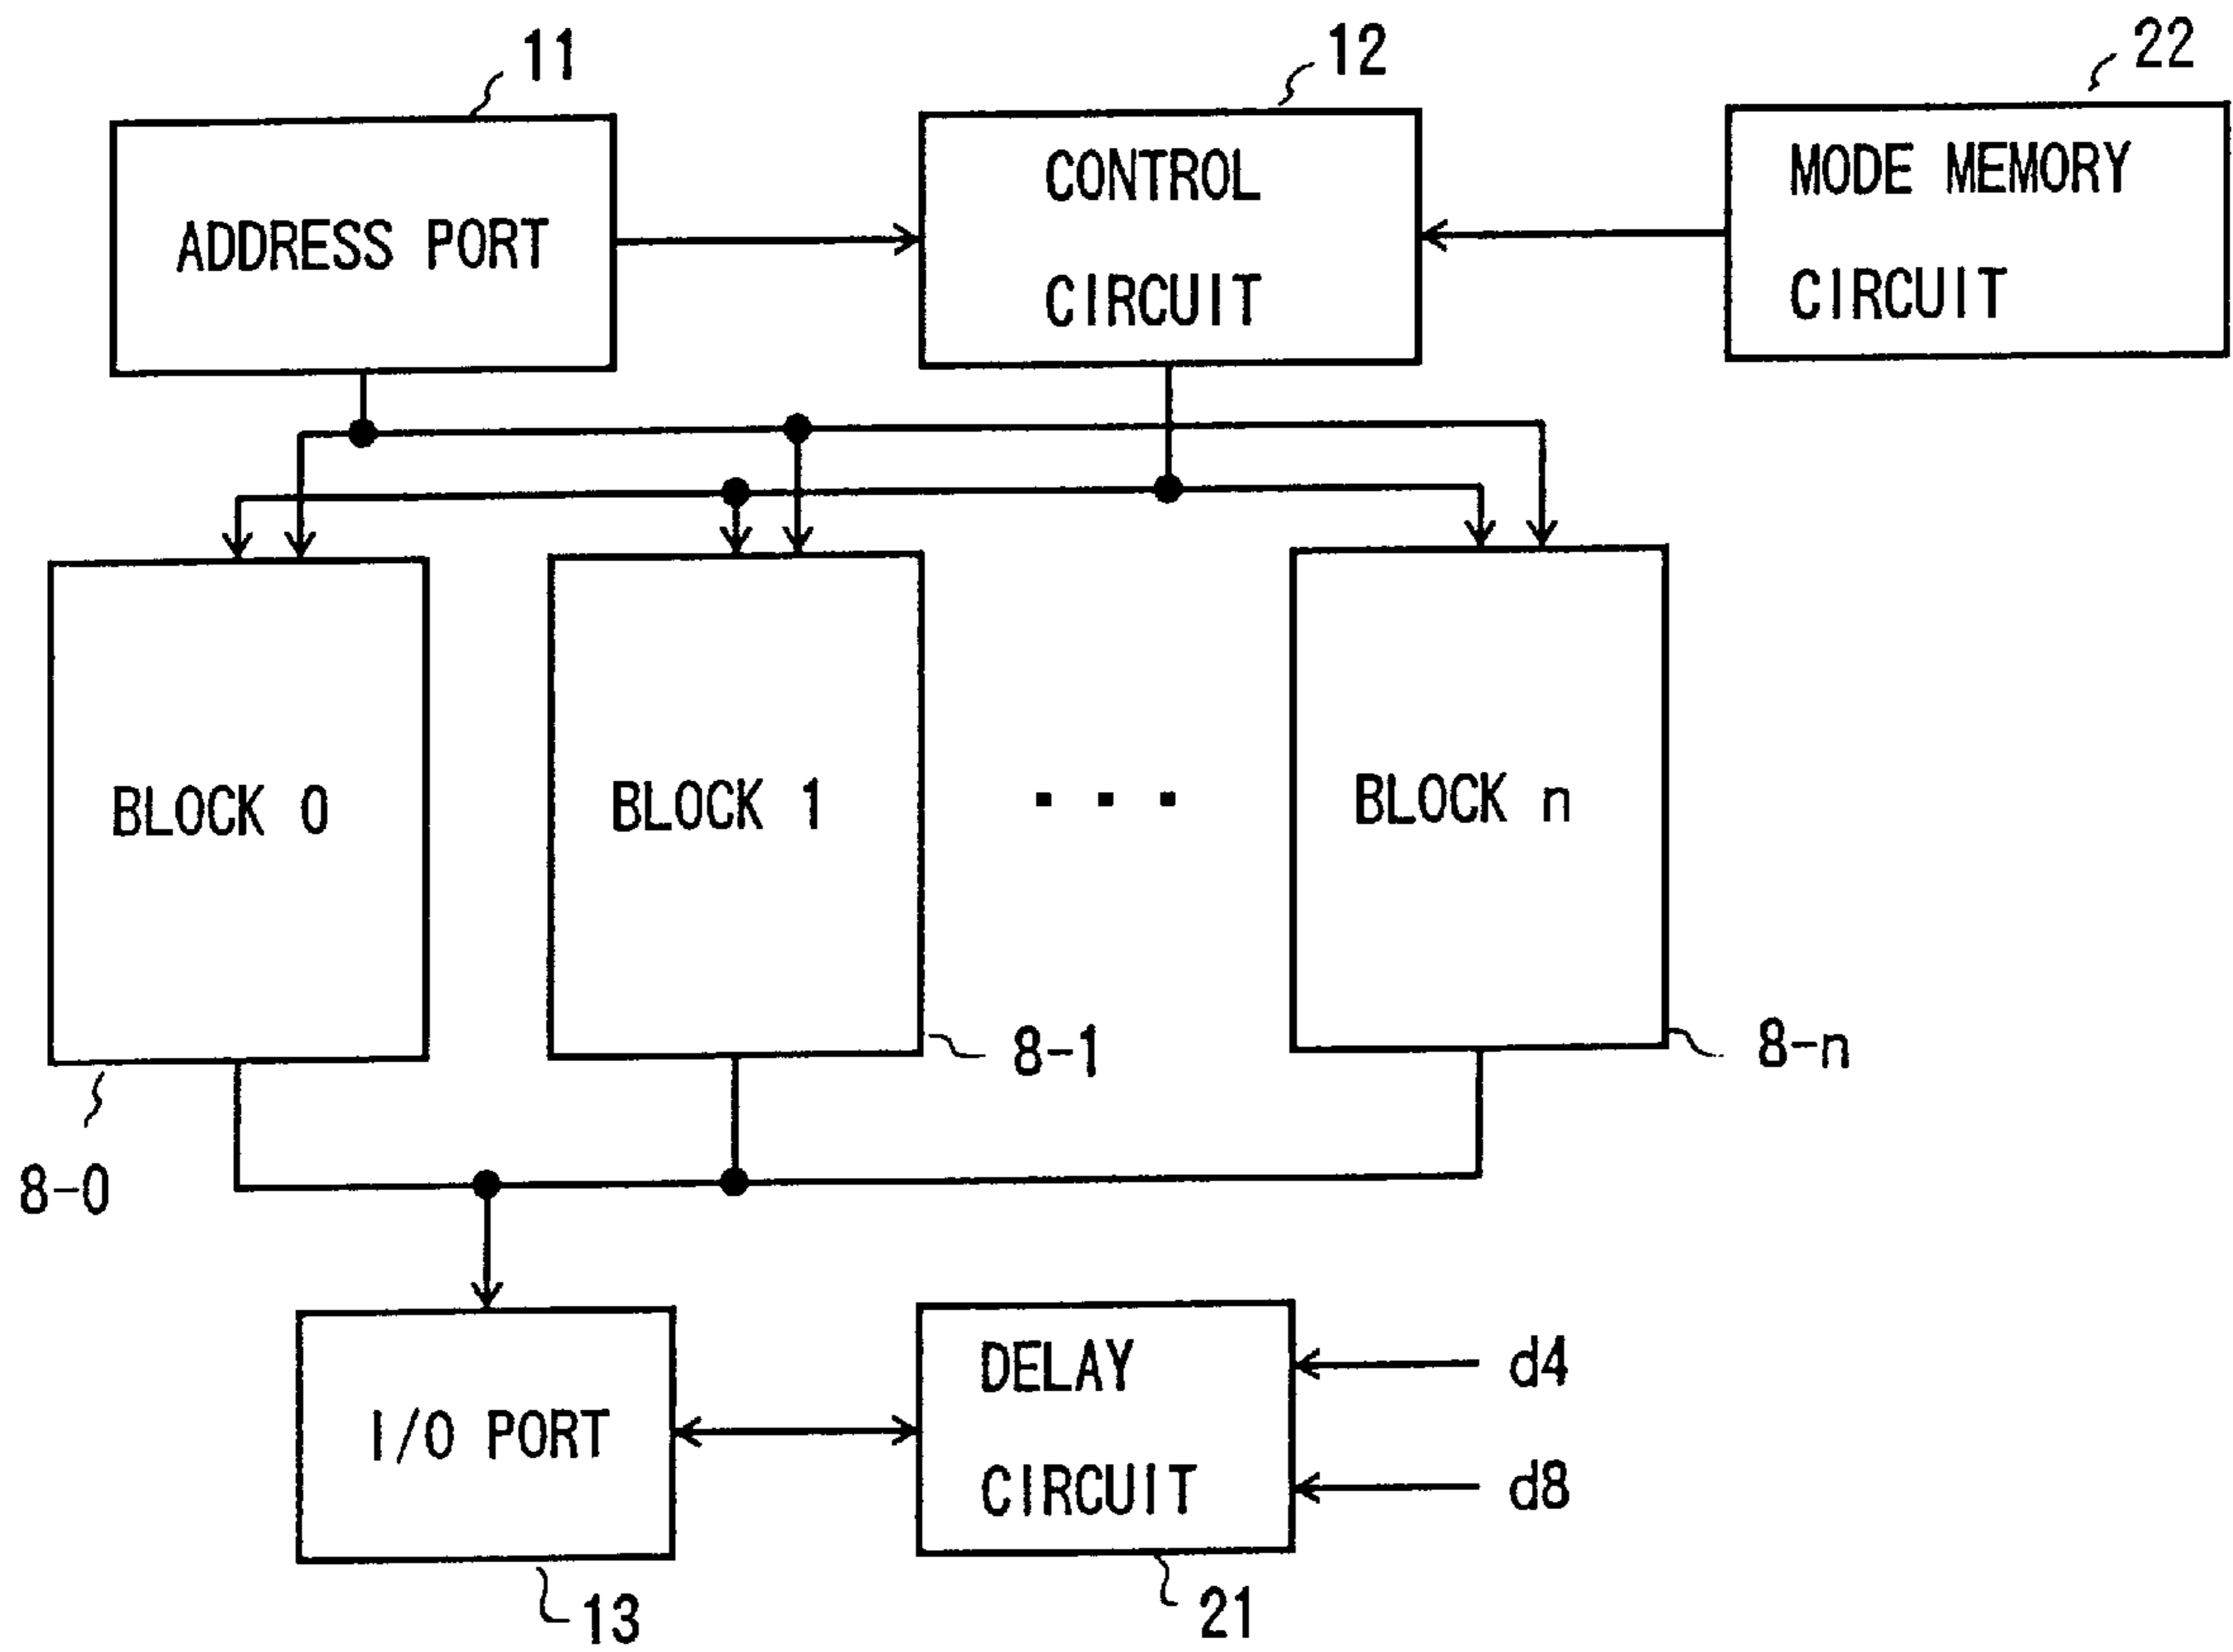 11
12
22
ADDRESS PORT
CONTROL
CIRCUIT
MODE MEMORY
CIRCUIT
BLOCK 0
BLOCK 1
BLOCK n
8-0
8-1
8-n
I/O PORT
DELAY
CIRCUIT
d4
d8
13
21